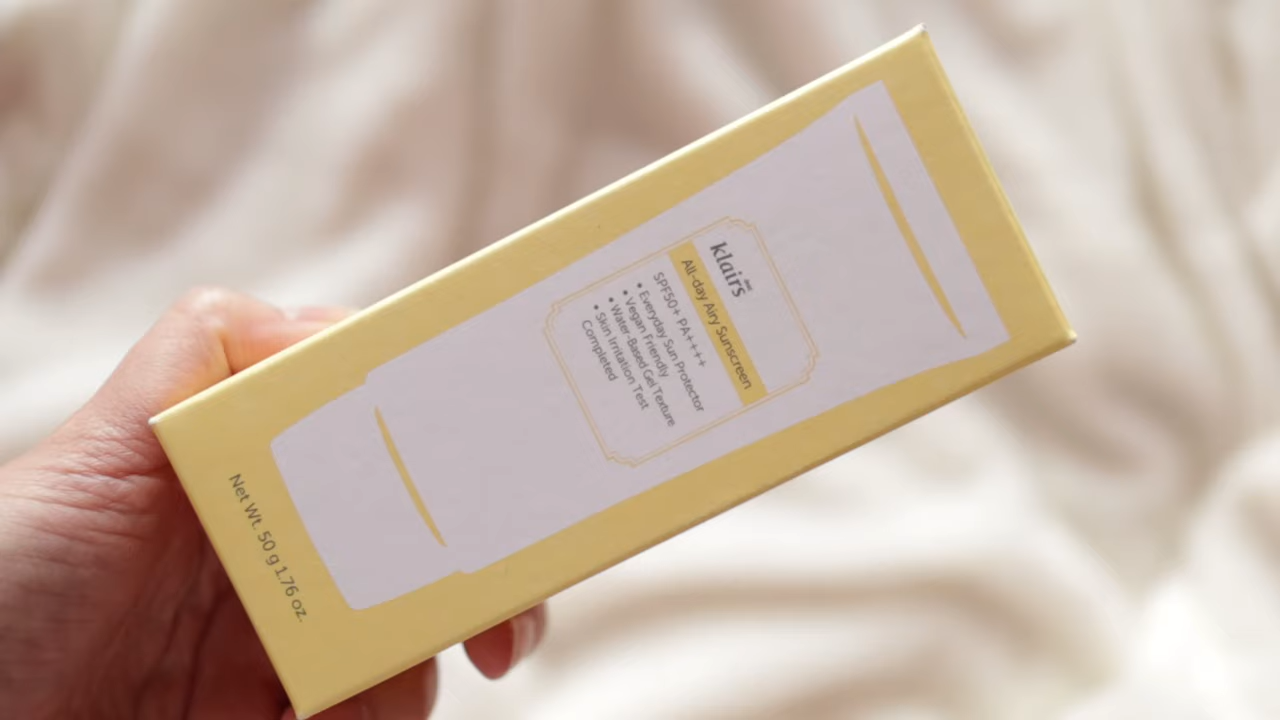 klairs
All-day Airy Sunscreen
SPF50+ PA++++
• Everyday Sun Protector
• Vegan Friendly
• Water-Based Gel Texture
• Skin Irritation Test
Completed
Net Wt. 50 g 1.76 oz.